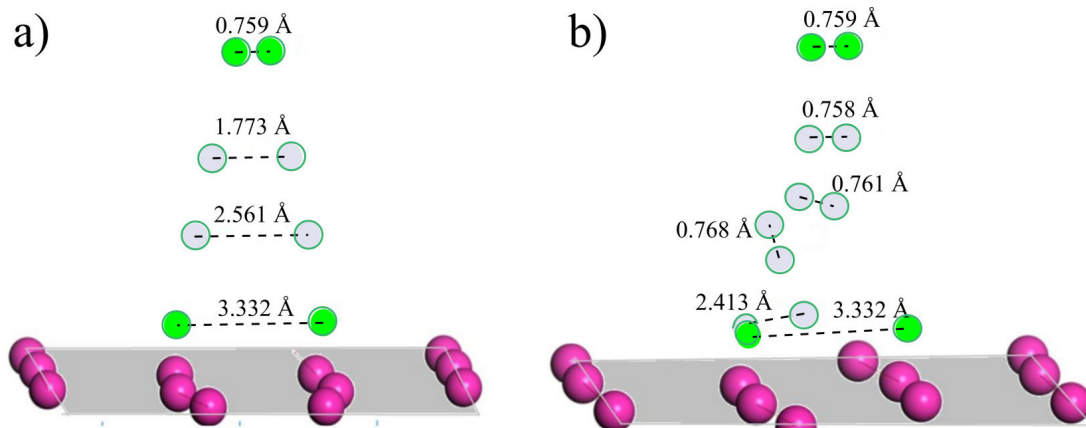 a)
0.759 Å
1.773 Å
2.561 Å
3.332 Å
b)
0.759 Å
0.758 Å
0.761 Å
0.768 Å
2.413 Å
3.332 Å